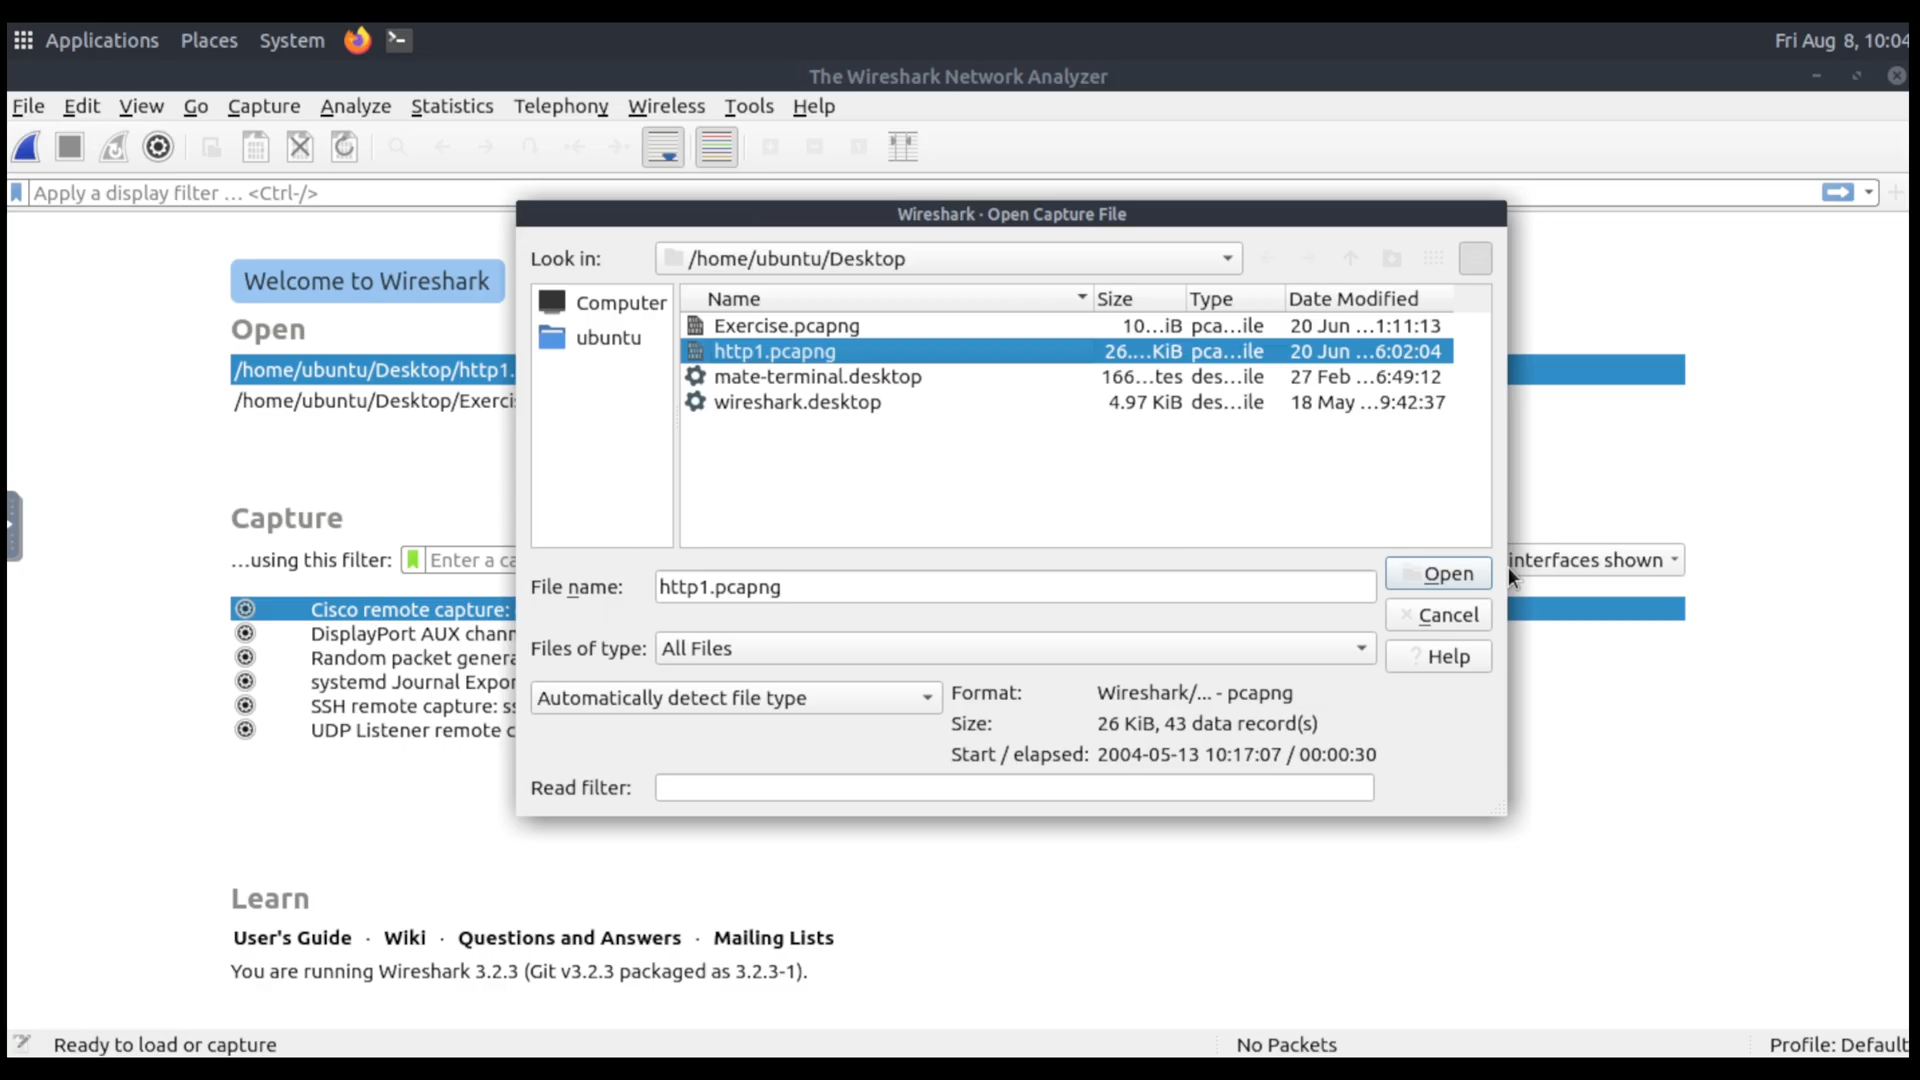 Applications Places System Fri Aug 8, 10:04
The Wireshark Network Analyzer
File Edit View Go Capture Analyze Statistics Telephony Wireless Tools Help
Apply a display filter … <Ctrl-/>
Wireshark · Open Capture File
Look in: /home/ubuntu/Desktop
Welcome to Wireshark
Open
/home/ubuntu/Desktop/http1.
/home/ubuntu/Desktop/Exerci
Computer
ubuntu
Name Size Type Date Modified
Exercise.pcapng 10…iB pca…ile 20 Jun …1:11:13
http1.pcapng 26.…KiB pca…ile 20 Jun …6:02:04
mate-terminal.desktop 166…tes des…ile 27 Feb …6:49:12
wireshark.desktop 4.97 KiB des…ile 18 May …9:42:37
Capture
…using this filter: Enter a ca
interfaces shown
File name: http1.pcapng
Open
Cancel
Files of type: All Files
Help
Automatically detect file type
Format: Wireshark/... - pcapng
Size: 26 KiB, 43 data record(s)
Start / elapsed: 2004-05-13 10:17:07 / 00:00:30
Read filter:
Cisco remote capture:
DisplayPort AUX chann
Random packet genera
systemd Journal Expor
SSH remote capture: ss
UDP Listener remote c
Learn
User's Guide · Wiki · Questions and Answers · Mailing Lists
You are running Wireshark 3.2.3 (Git v3.2.3 packaged as 3.2.3-1).
Ready to load or capture No Packets Profile: Default